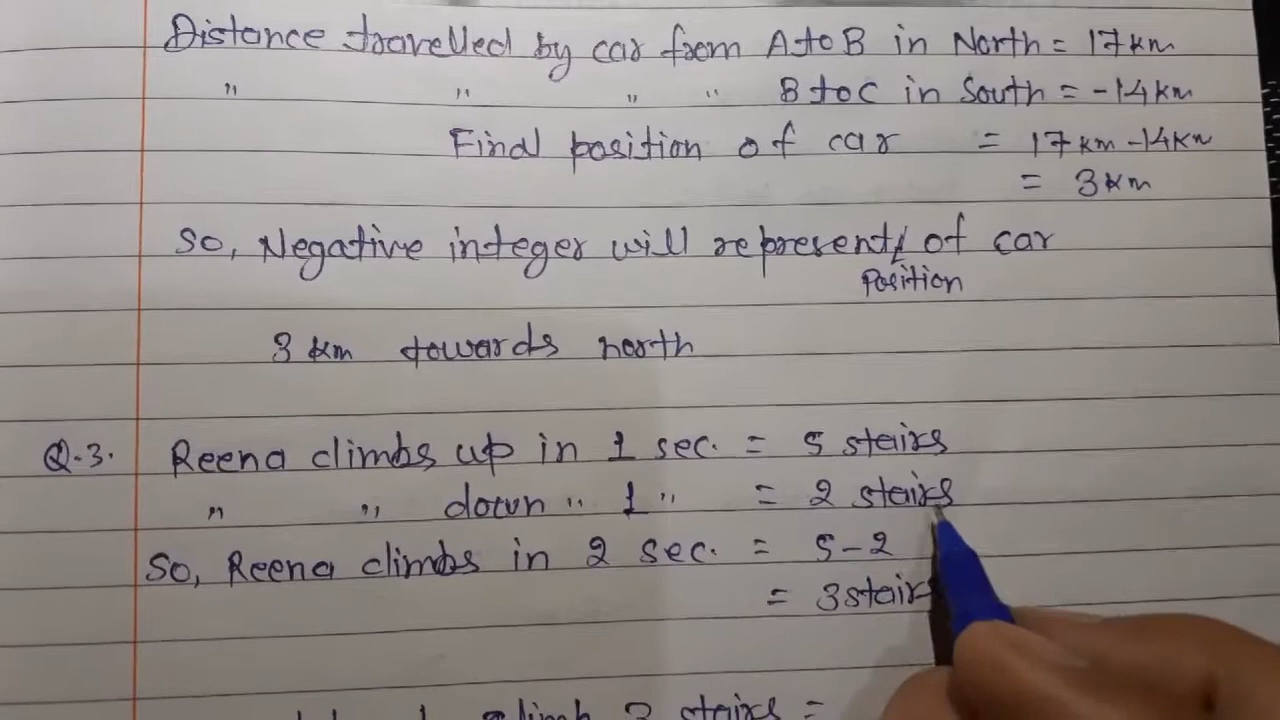 Distance travelled by car from A to B in North = 17 km
" " " " B to C in South = -14 km
Find position of car = 17 km - 14 km
= 3 km
So, Negative integer will represent of car
Position
3 km towards north
Q.3. Reena climbs up in 1 sec. = 5 stairs
" " down " 1 " = 2 stairs
So, Reena climbs in 2 sec. = 5-2
= 3 stairs
climb 3 stairs =